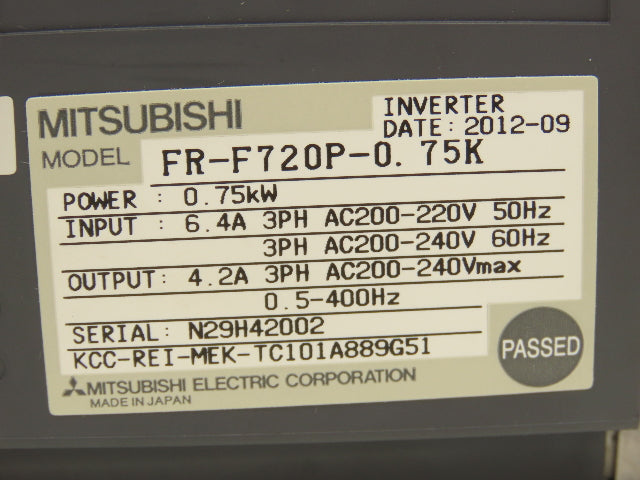 MITSUBISHI
INVERTER
DATE: 2012-09
MODEL FR-F720P-0.75K
POWER : 0.75kW
INPUT : 6.4A 3PH AC200-220V 50Hz
3PH AC200-240V 60Hz
OUTPUT: 4.2A 3PH AC200-240Vmax
0.5-400Hz
SERIAL: N29H42002
KCC-REI-MEK-TC101A889G51
PASSED
MITSUBISHI ELECTRIC CORPORATION
MADE IN JAPAN